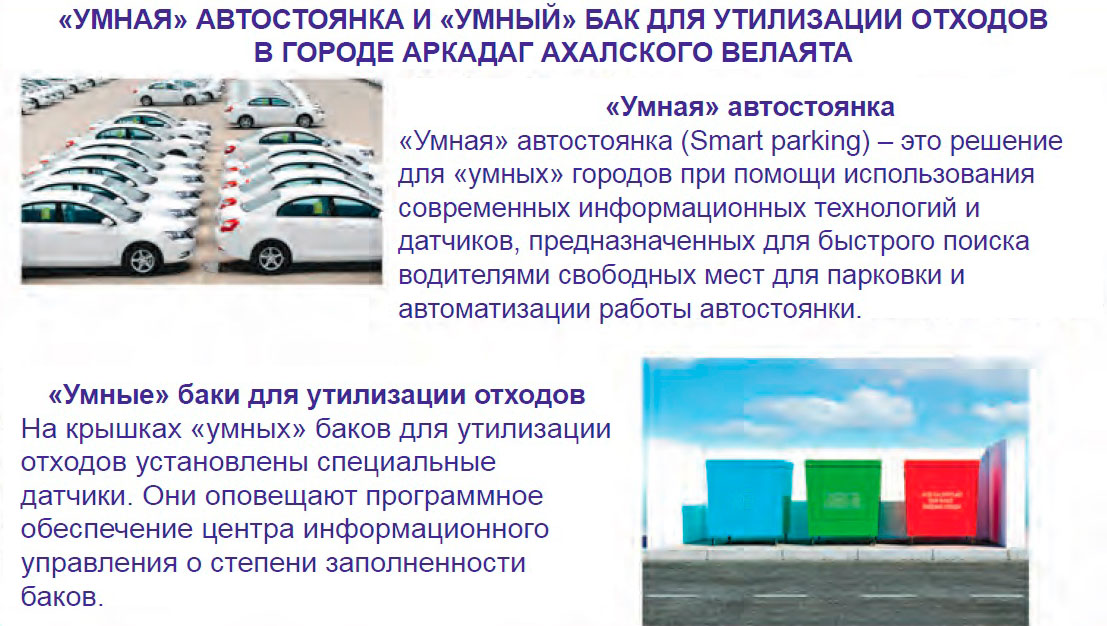 «УМНАЯ» АВТОСТОЯНКА И «УМНЫЙ» БАК ДЛЯ УТИЛИЗАЦИИ ОТХОДОВ
В ГОРОДЕ АРКАДАГ АХАЛСКОГО ВЕЛАЯТА
«Умная» автостоянка
«Умная» автостоянка (Smart parking) – это решение
для «умных» городов при помощи использования
современных информационных технологий и
датчиков, предназначенных для быстрого поиска
водителями свободных мест для парковки и
автоматизации работы автостоянки.
«Умные» баки для утилизации отходов
На крышках «умных» баков для утилизации
отходов установлены специальные
датчики. Они оповещают программное
обеспечение центра информационного
управления о степени заполненности
баков.